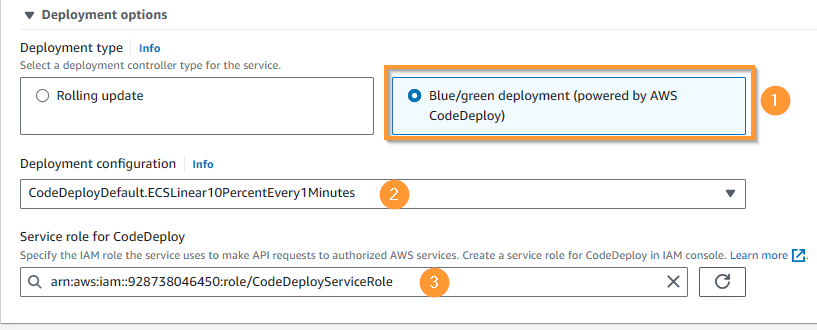 Deployment options
Deployment type Info
Select a deployment controller type for the service.
Rolling update
Blue/green deployment (powered by AWS
CodeDeploy)
1
Deployment configuration Info
CodeDeployDefault.ECSLinear10PercentEvery1Minutes
2
Service role for CodeDeploy
Specify the IAM role the service uses to make API requests to authorized AWS services. Create a service role for CodeDeploy in IAM console. Learn more
arn:aws:iam::928738046450:role/CodeDeployServiceRole
3